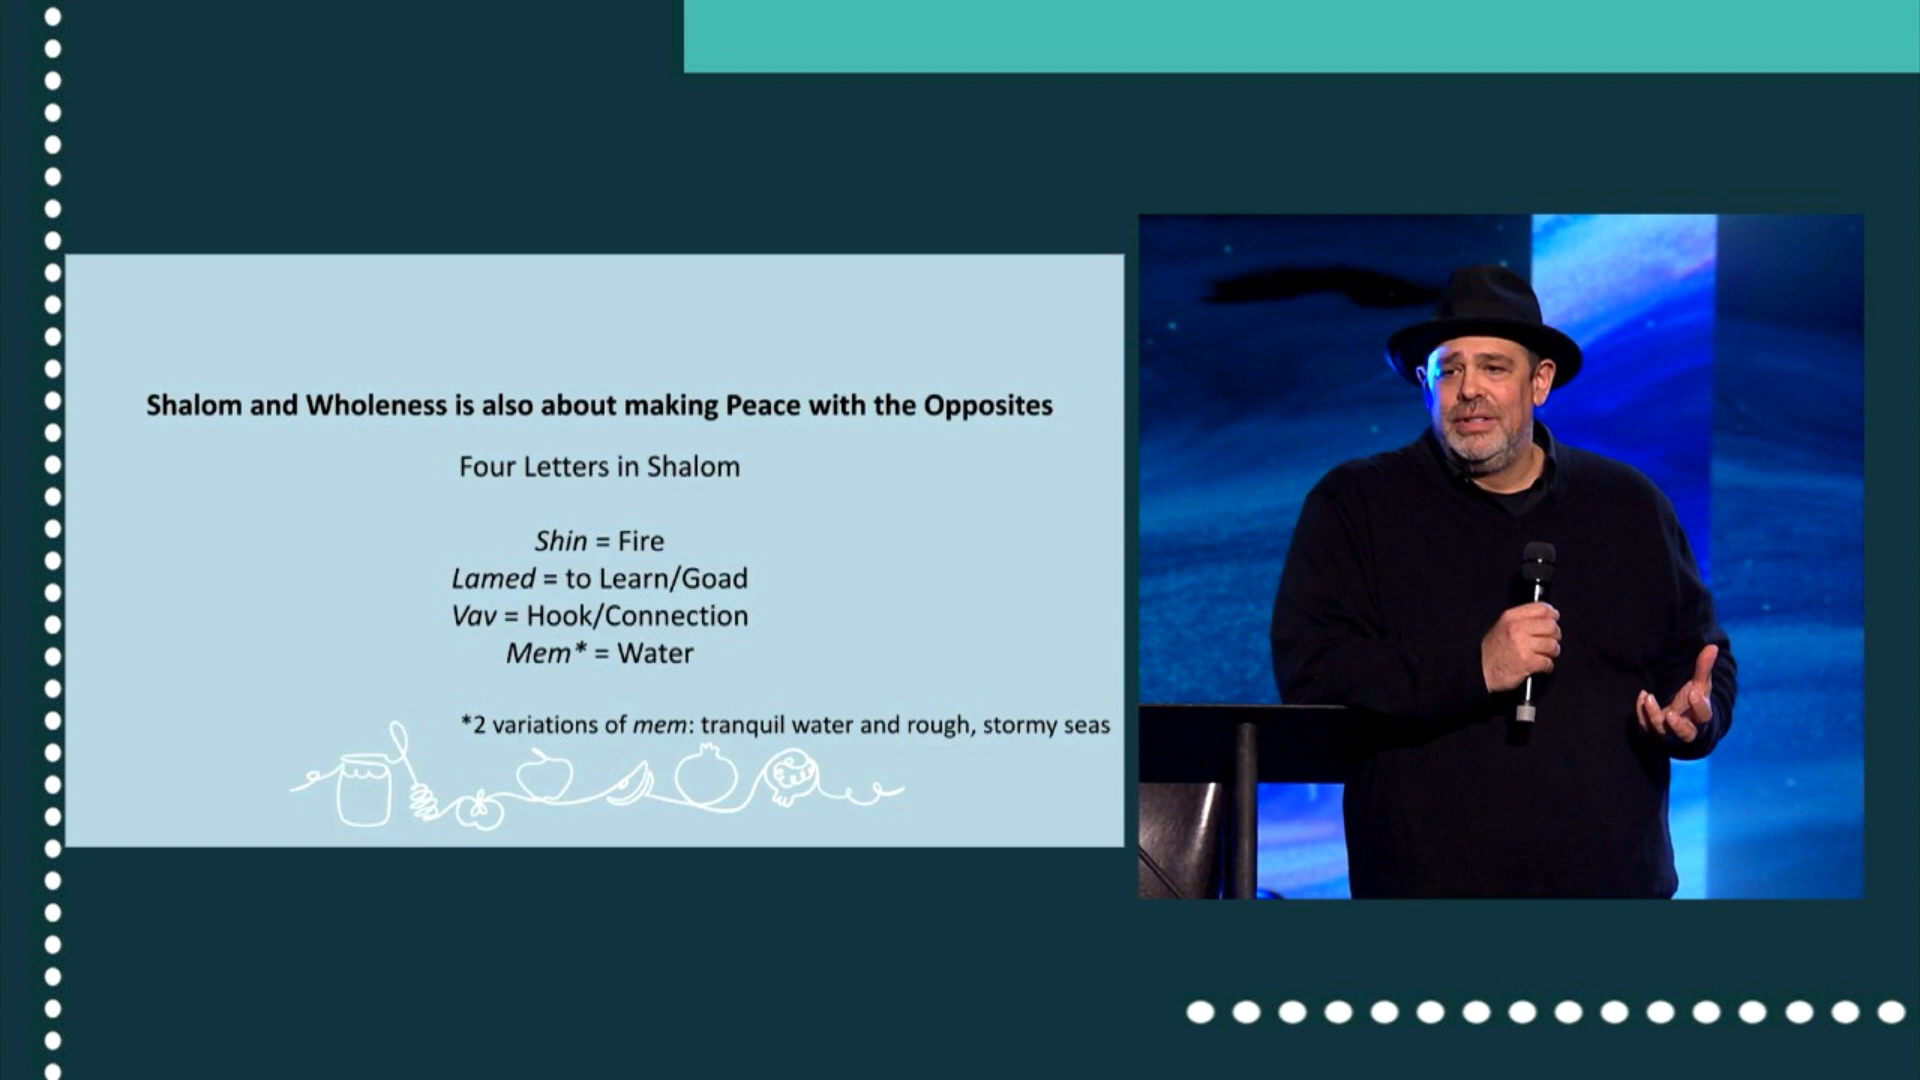 Shalom and Wholeness is also about making Peace with the Opposites
Four Letters in Shalom
Shin = Fire
Lamed = to Learn/Goad
Vav = Hook/Connection
Mem* = Water
*2 variations of mem: tranquil water and rough, stormy seas